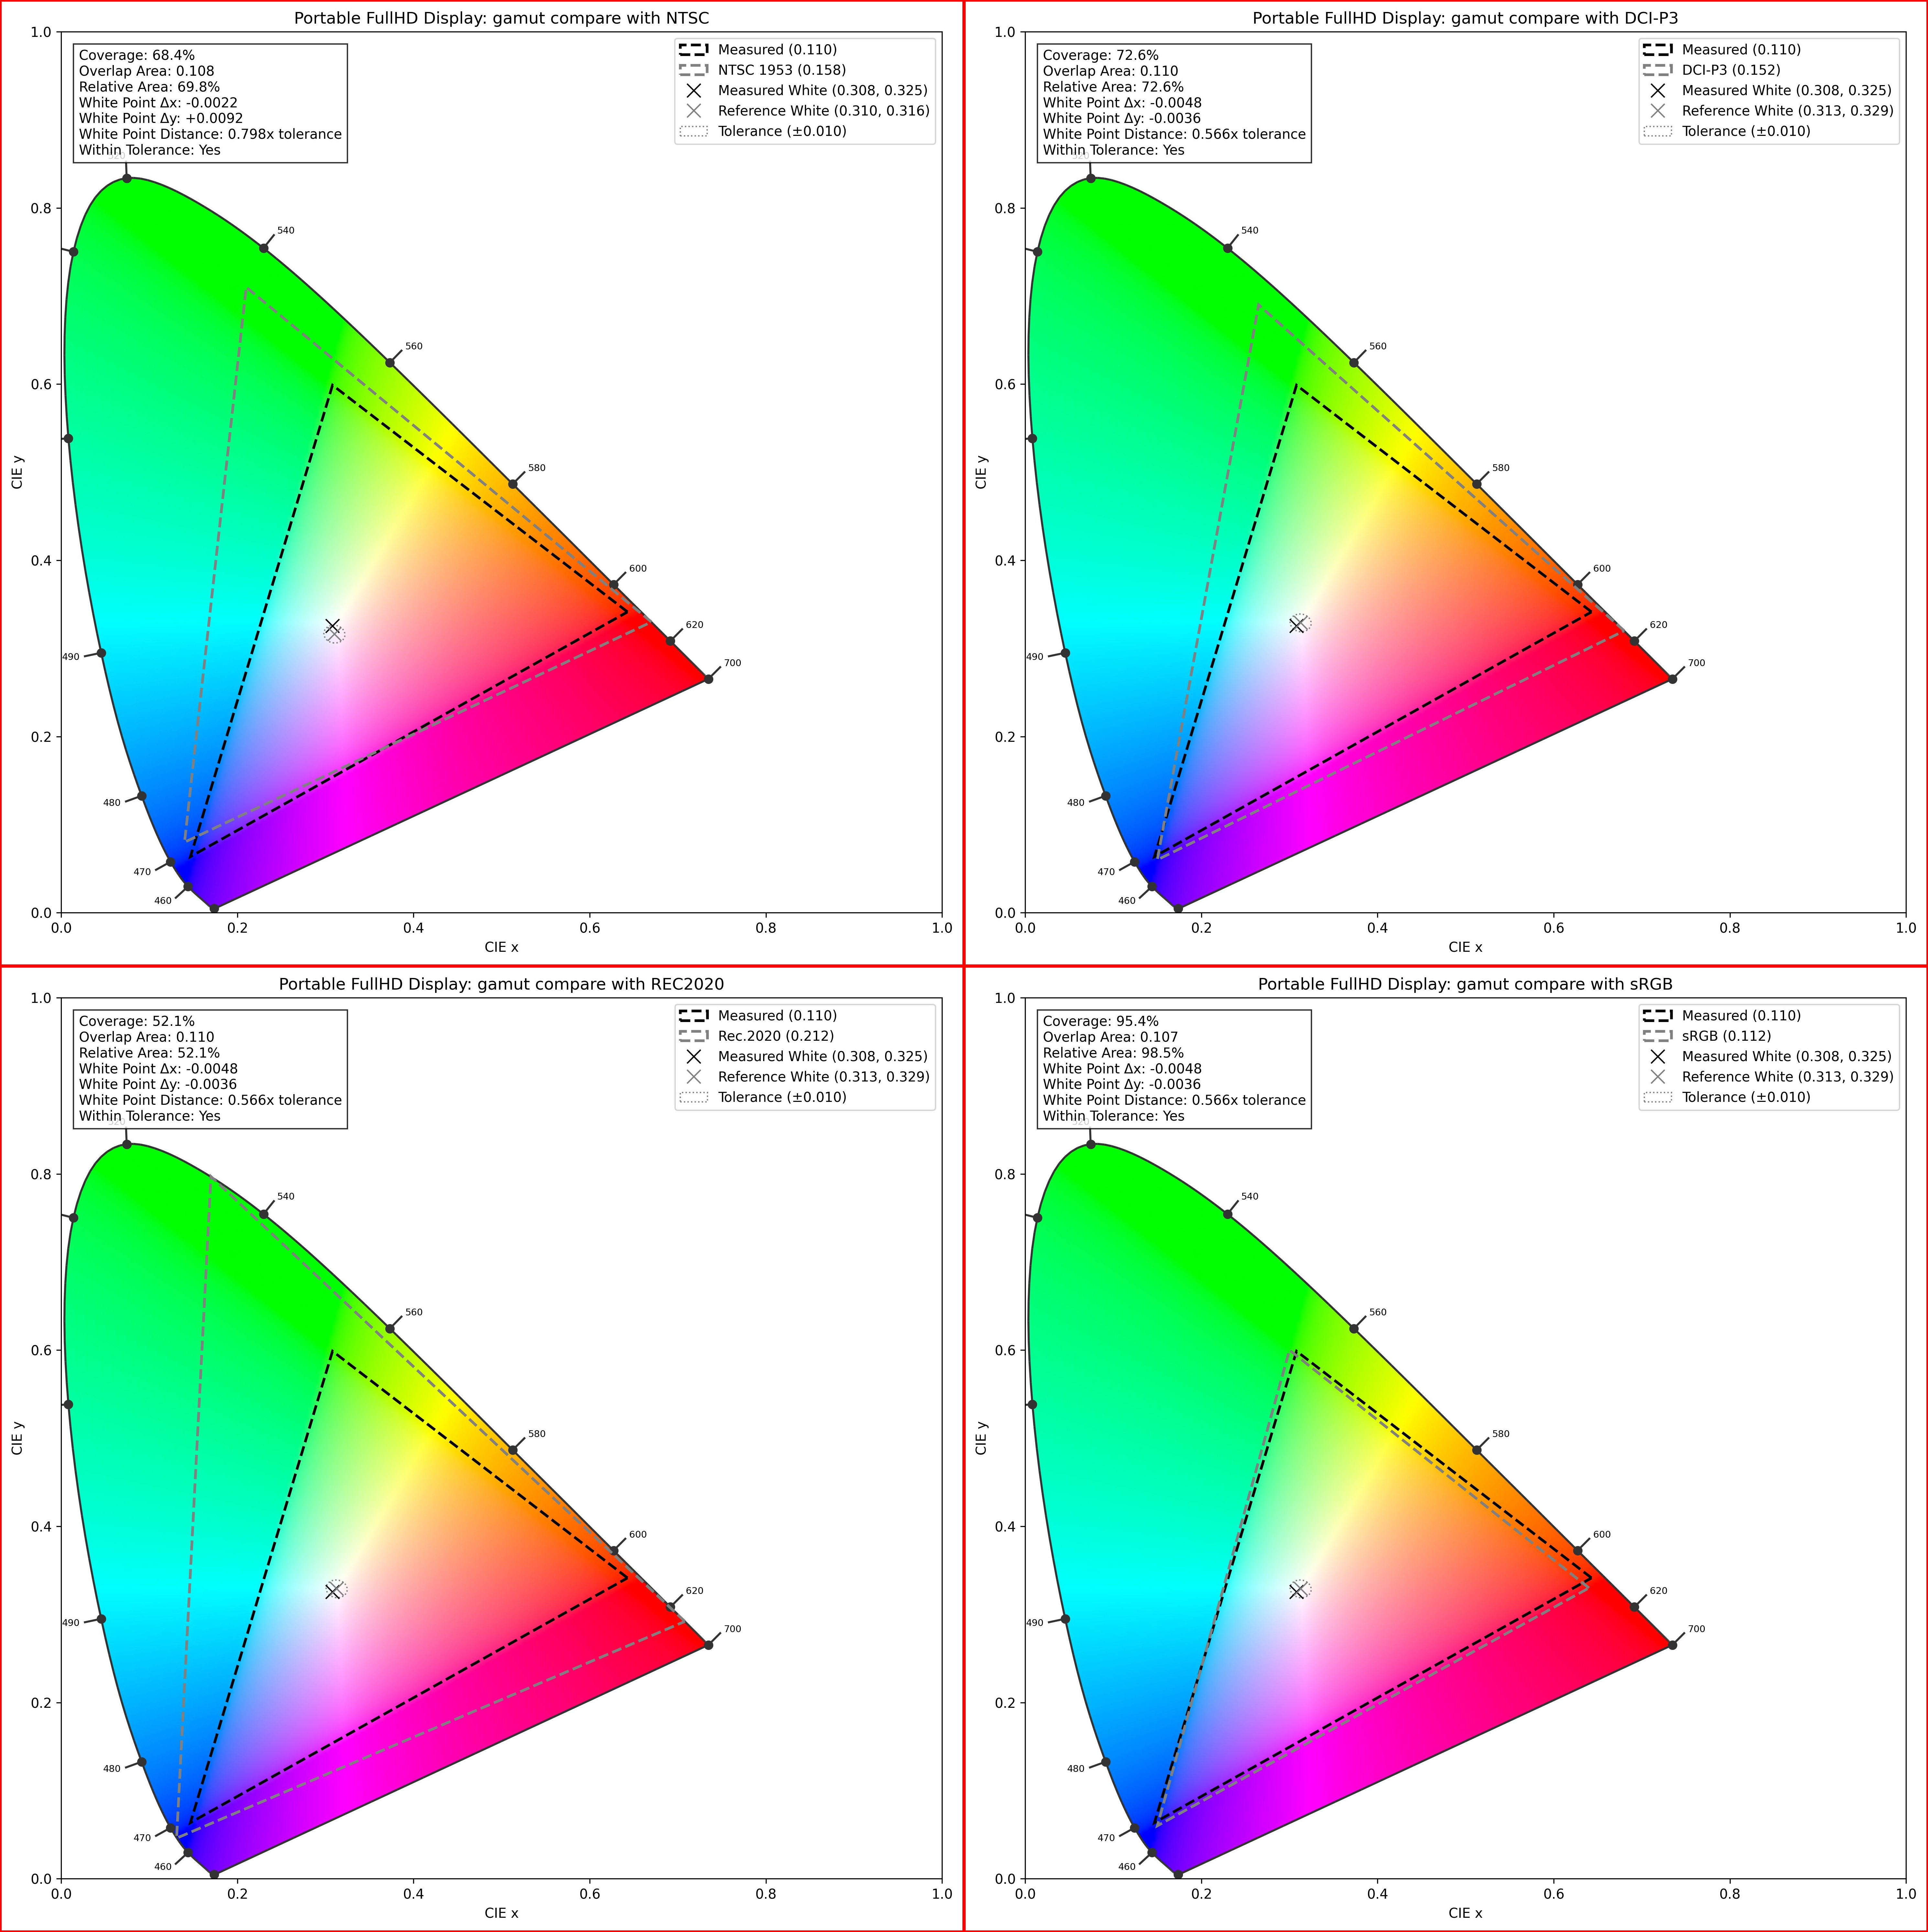 Portable FullHD Display: gamut compare with NTSC
Coverage: 68.4%
Overlap Area: 0.108
Relative Area: 69.8%
White Point Δx: -0.0022
White Point Δy: +0.0092
White Point Distance: 0.798x tolerance
Within Tolerance: Yes
Measured (0.110)
NTSC 1953 (0.158)
Measured White (0.308, 0.325)
Reference White (0.310, 0.316)
Tolerance (±0.010)
1.0
520
0.8
540
560
0.6
580
CIE y
0.4
600
620
490
700
0.2
480
470
460
0.0
0.0 0.2 0.4 0.6 0.8 1.0
CIE x
Portable FullHD Display: gamut compare with DCI-P3
Coverage: 72.6%
Overlap Area: 0.110
Relative Area: 72.6%
White Point Δx: -0.0048
White Point Δy: -0.0036
White Point Distance: 0.566x tolerance
Within Tolerance: Yes
Measured (0.110)
DCI-P3 (0.152)
Measured White (0.308, 0.325)
Reference White (0.313, 0.329)
Tolerance (±0.010)
1.0
520
0.8
540
560
0.6
580
CIE y
0.4
600
620
490
700
0.2
480
470
460
0.0
0.0 0.2 0.4 0.6 0.8 1.0
CIE x
Portable FullHD Display: gamut compare with REC2020
Coverage: 52.1%
Overlap Area: 0.110
Relative Area: 52.1%
White Point Δx: -0.0048
White Point Δy: -0.0036
White Point Distance: 0.566x tolerance
Within Tolerance: Yes
Measured (0.110)
Rec.2020 (0.212)
Measured White (0.308, 0.325)
Reference White (0.313, 0.329)
Tolerance (±0.010)
1.0
520
0.8
540
560
0.6
580
CIE y
0.4
600
620
490
700
0.2
480
470
460
0.0
0.0 0.2 0.4 0.6 0.8 1.0
CIE x
Portable FullHD Display: gamut compare with sRGB
Coverage: 95.4%
Overlap Area: 0.107
Relative Area: 98.5%
White Point Δx: -0.0048
White Point Δy: -0.0036
White Point Distance: 0.566x tolerance
Within Tolerance: Yes
Measured (0.110)
sRGB (0.112)
Measured White (0.308, 0.325)
Reference White (0.313, 0.329)
Tolerance (±0.010)
1.0
520
0.8
540
560
0.6
580
CIE y
0.4
600
620
490
700
0.2
480
470
460
0.0
0.0 0.2 0.4 0.6 0.8 1.0
CIE x